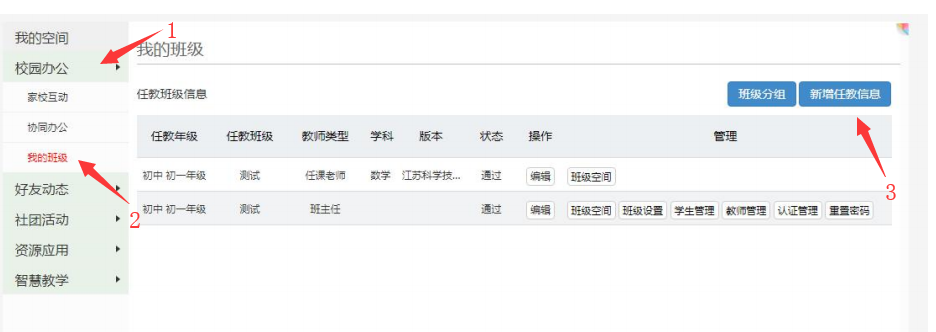 我的空间
校园办公
家校互动
协同办公
我的班级
好友动态
社团活动
资源应用
智慧教学
1
2
我的班级
任教班级信息
班级分组 新增任教信息
3
任教年级 任教班级 教师类型 学科 版本 状态 操作 管理
初中 初一年级 测试 任课老师 数学 江苏科学技... 通过 编辑 班级空间
初中 初一年级 测试 班主任 通过 编辑 班级空间 班级设置 学生管理 教师管理 认证管理 重置密码